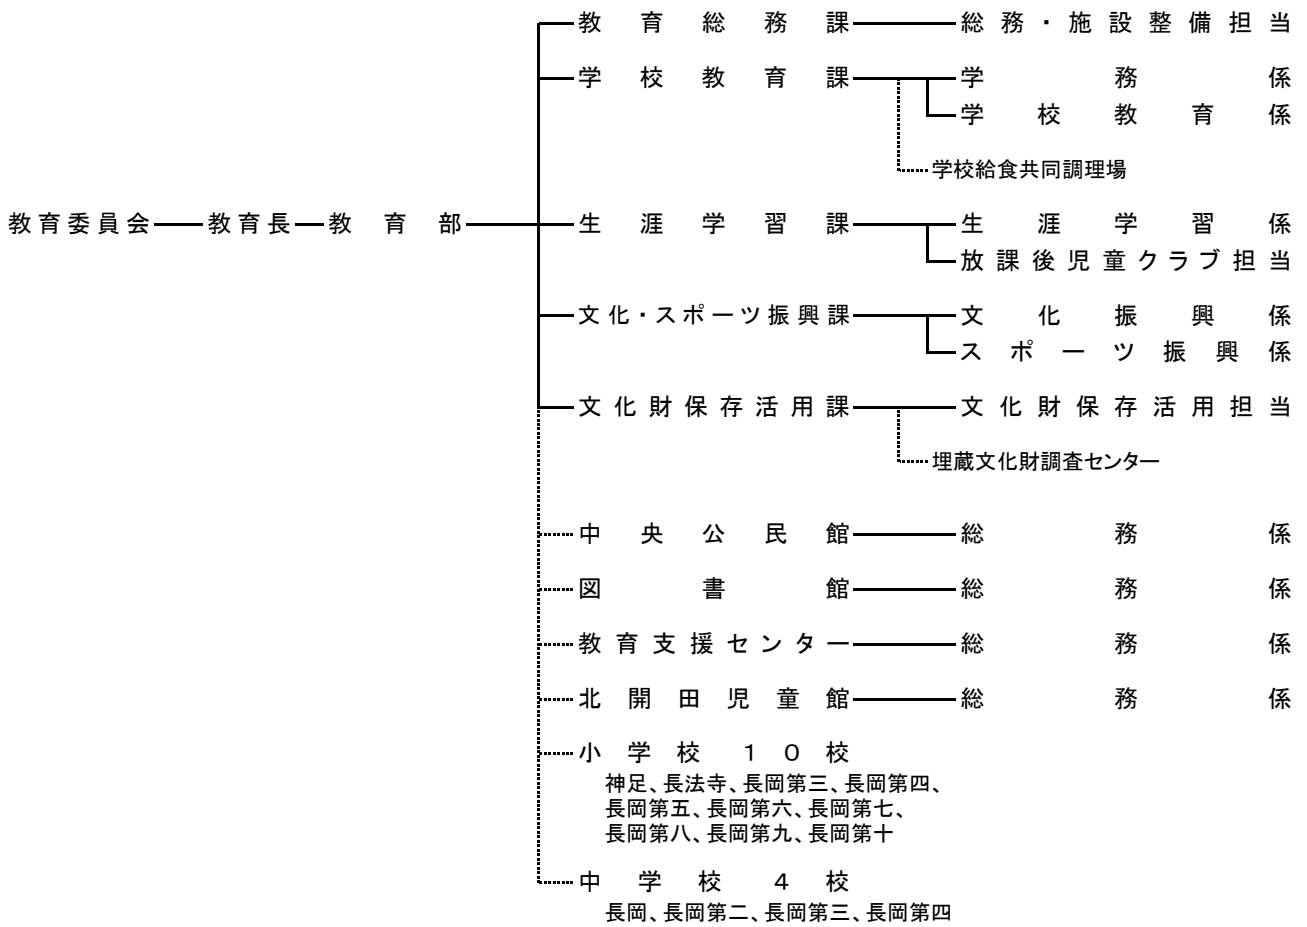 教育総務課 総務・施設整備担当
学校教育課 学務係
学校教育係
学校給食共同調理場
教育委員会 教育長 教育部 生涯学習課 生涯学習係
放課後児童クラブ担当
文化・スポーツ振興課 文化振興係
スポーツ振興係
文化財保存活用課 文化財保存活用担当
埋蔵文化財調査センター
中央公民館 総務係
図書館 総務係
教育支援センター 総務係
北開田児童館 総務係
小学校10校
神足、長法寺、長岡第三、長岡第四、
長岡第五、長岡第六、長岡第七、
長岡第八、長岡第九、長岡第十
中学校4校
長岡、長岡第二、長岡第三、長岡第四